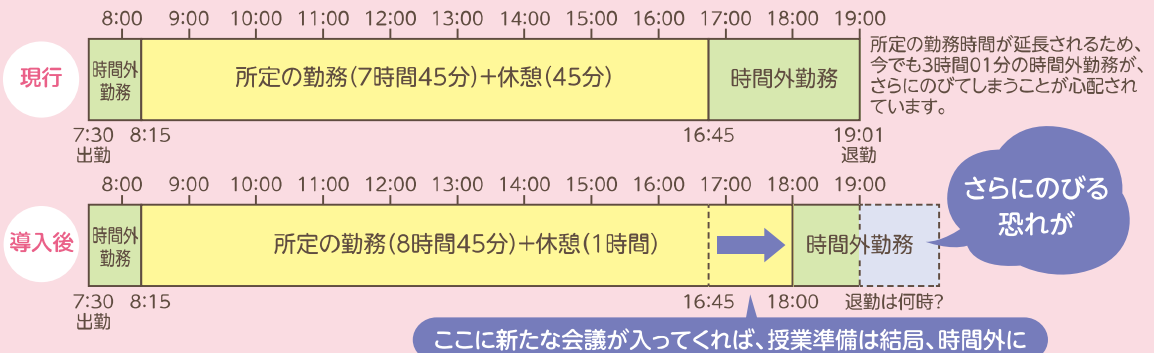 8:00 9:00 10:00 11:00 12:00 13:00 14:00 15:00 16:00 17:00 18:00 19:00
現行
時間外
勤務
所定の勤務(7時間45分)+休憩(45分)
時間外勤務
所定の勤務時間が延長されるため、
今でも3時間01分の時間外勤務が、
さらにのびてしまうことが心配され
ています。
7:30 8:15 16:45 19:01
出勤 退勤
8:00 9:00 10:00 11:00 12:00 13:00 14:00 15:00 16:00 17:00 18:00 19:00
さらにのびる
恐れが
導入後
時間外
勤務
所定の勤務(8時間45分)+休憩(1時間)
時間外勤務
7:30 8:15 16:45 18:00 退勤は何時?
出勤
ここに新たな会議が入ってくれば、授業準備は結局、時間外に